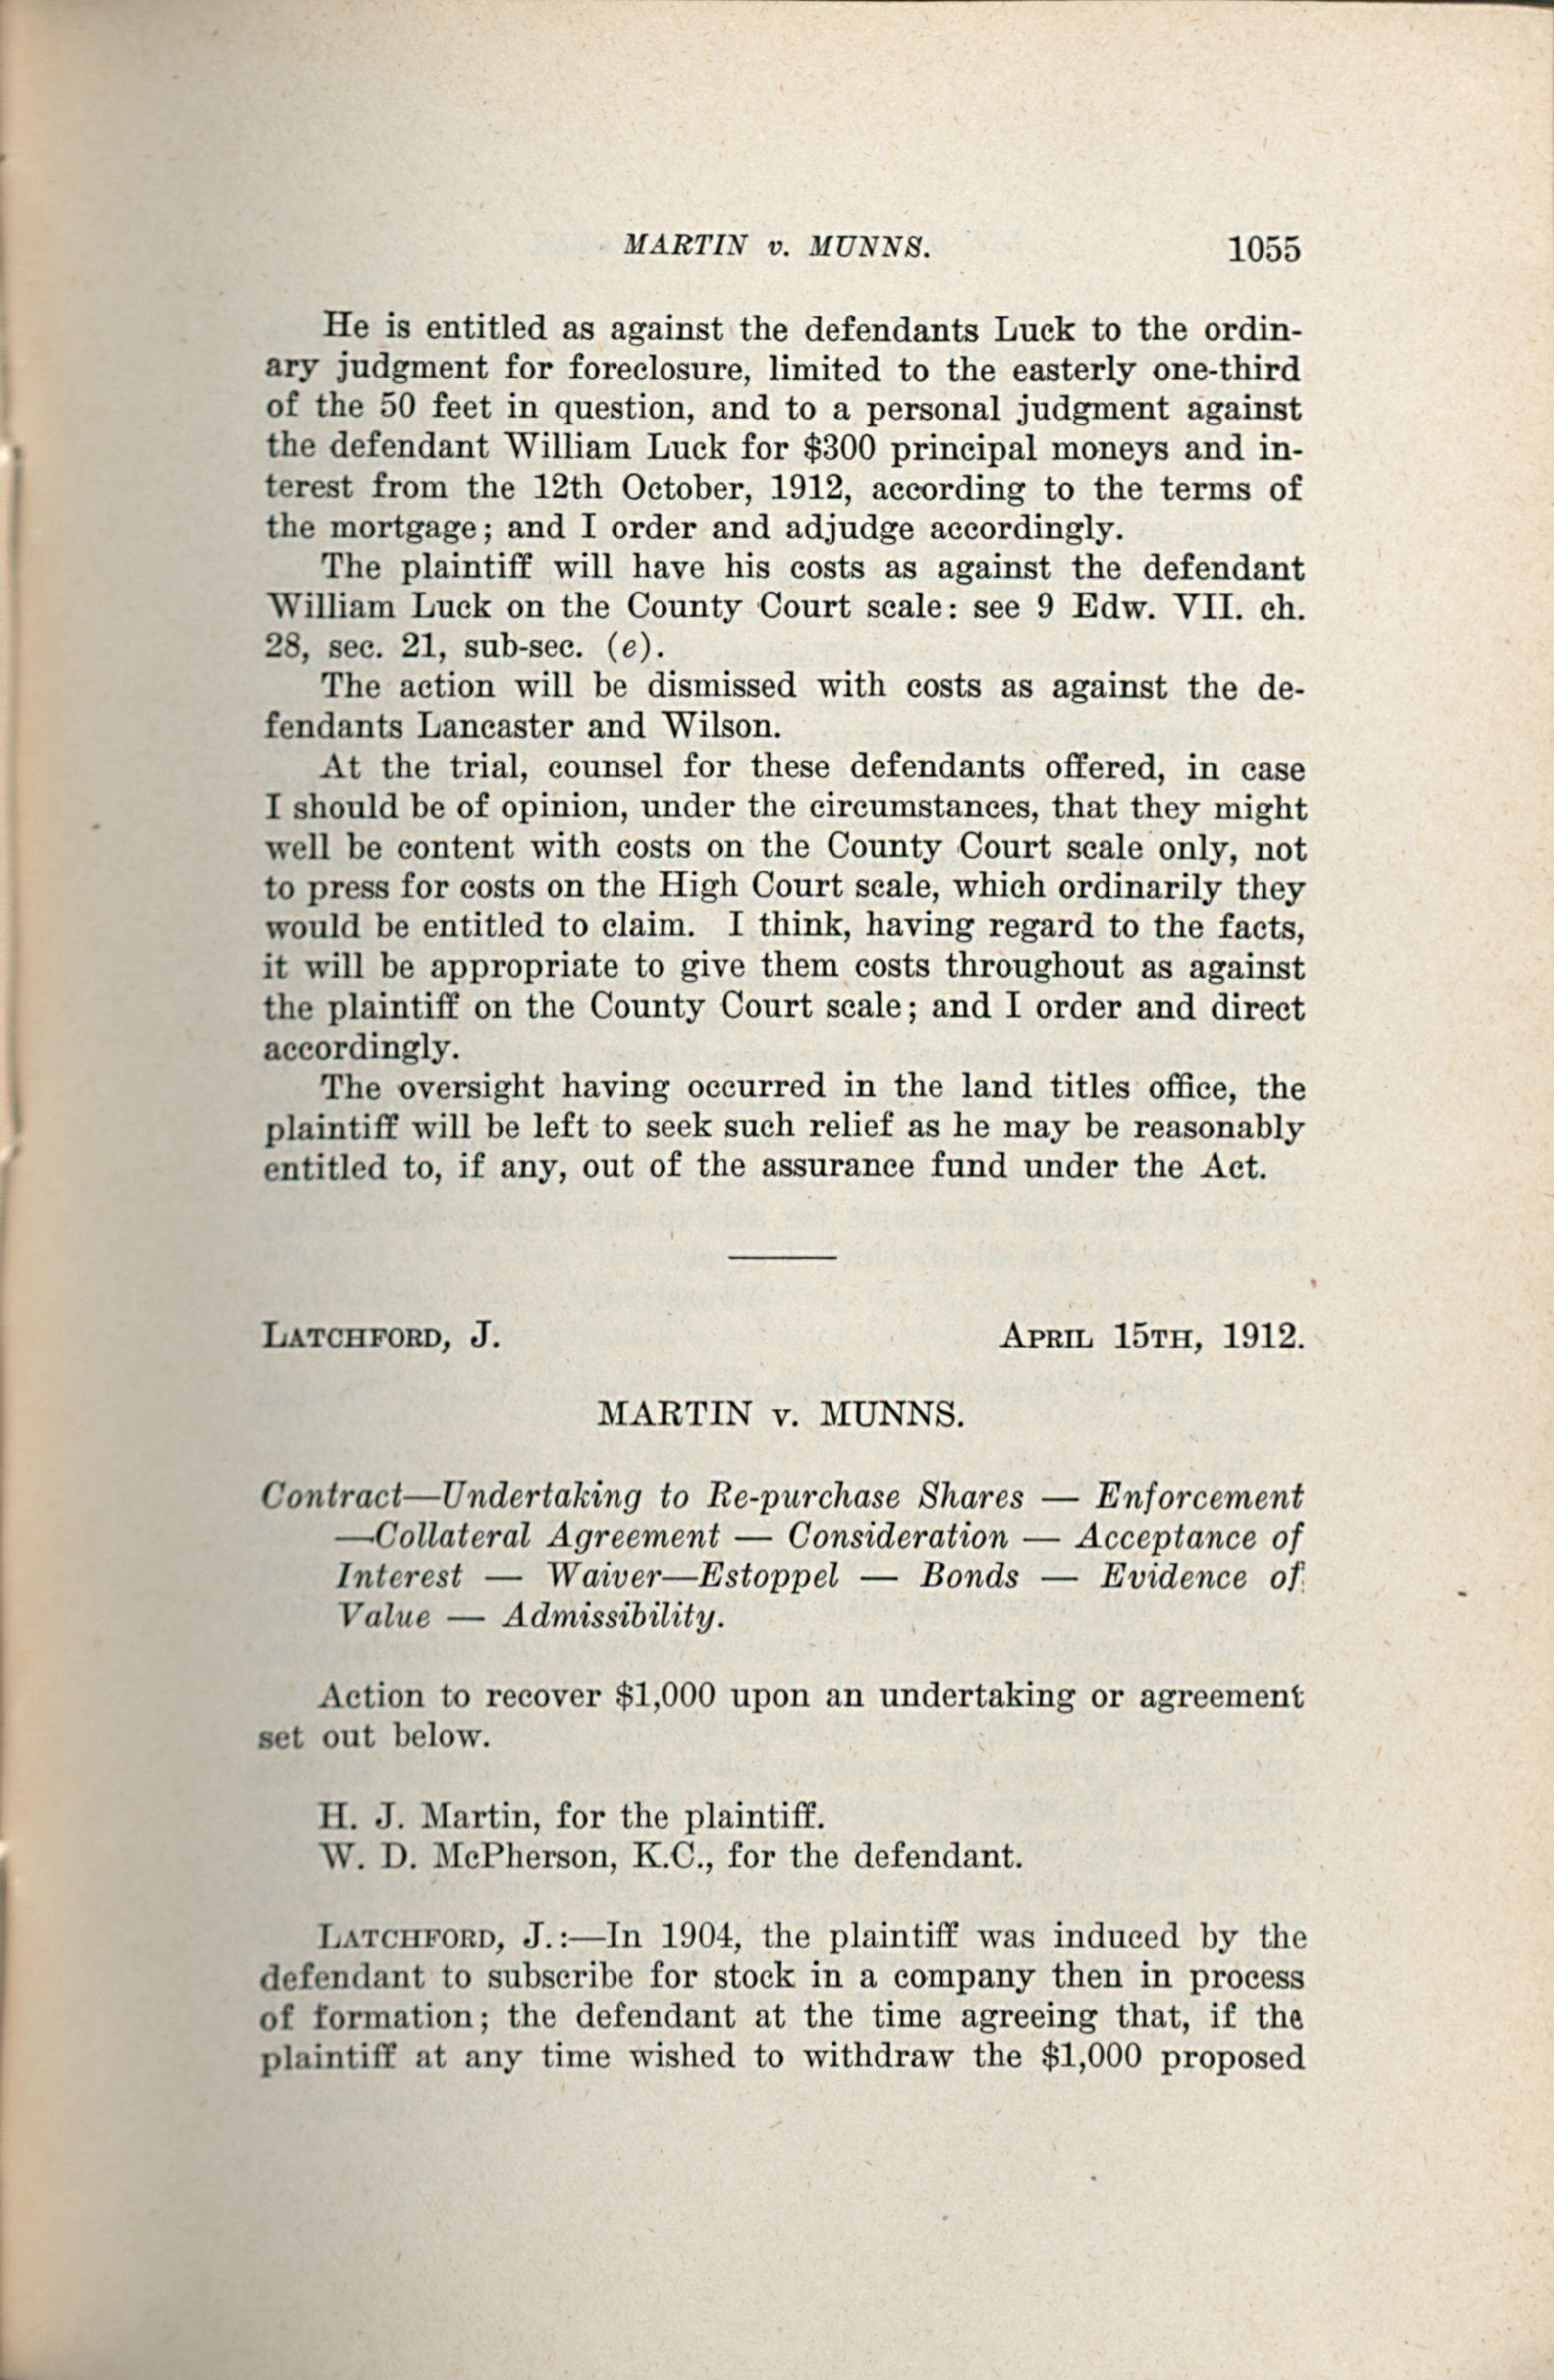 MARTIN v. MUNNS. 1055
He is entitled as against the defendants Luck to the ordin-
ary judgment for foreclosure, limited to the easterly one-third
of the 50 feet in question, and to a personal judgment against
the defendant William Luck for $300 principal moneys and in-
terest from the 12th October, 1912, according to the terms of
the mortgage; and I order and adjudge accordingly.
The plaintiff will have his costs as against the defendant
William Luck on the County Court scale: see 9 Edw. VII. ch.
28, sec. 21, sub-sec. (e).
The action will be dismissed with costs as against the de-
fendants Lancaster and Wilson.
At the trial, counsel for these defendants offered, in case
I should be of opinion, under the circumstances, that they might
well be content with costs on the County Court scale only, not
to press for costs on the High Court scale, which ordinarily they
would be entitled to claim. I think, having regard to the facts,
it will be appropriate to give them costs throughout as against
the plaintiff on the County Court scale; and I order and direct
accordingly.
The oversight having occurred in the land titles office, the
plaintiff will be left to seek such relief as he may be reasonably
entitled to, if any, out of the assurance fund under the Act.
LATCHFORD, J. APRIL 15TH, 1912.
MARTIN v. MUNNS.
Contract—Undertaking to Re-purchase Shares — Enforcement
—Collateral Agreement — Consideration — Acceptance of
Interest — Waiver—Estoppel — Bonds — Evidence of
Value — Admissibility.
Action to recover $1,000 upon an undertaking or agreement
set out below.
H. J. Martin, for the plaintiff.
W. D. McPherson, K.C., for the defendant.
LATCHFORD, J.:—In 1904, the plaintiff was induced by the
defendant to subscribe for stock in a company then in process
of formation; the defendant at the time agreeing that, if the
plaintiff at any time wished to withdraw the $1,000 proposed